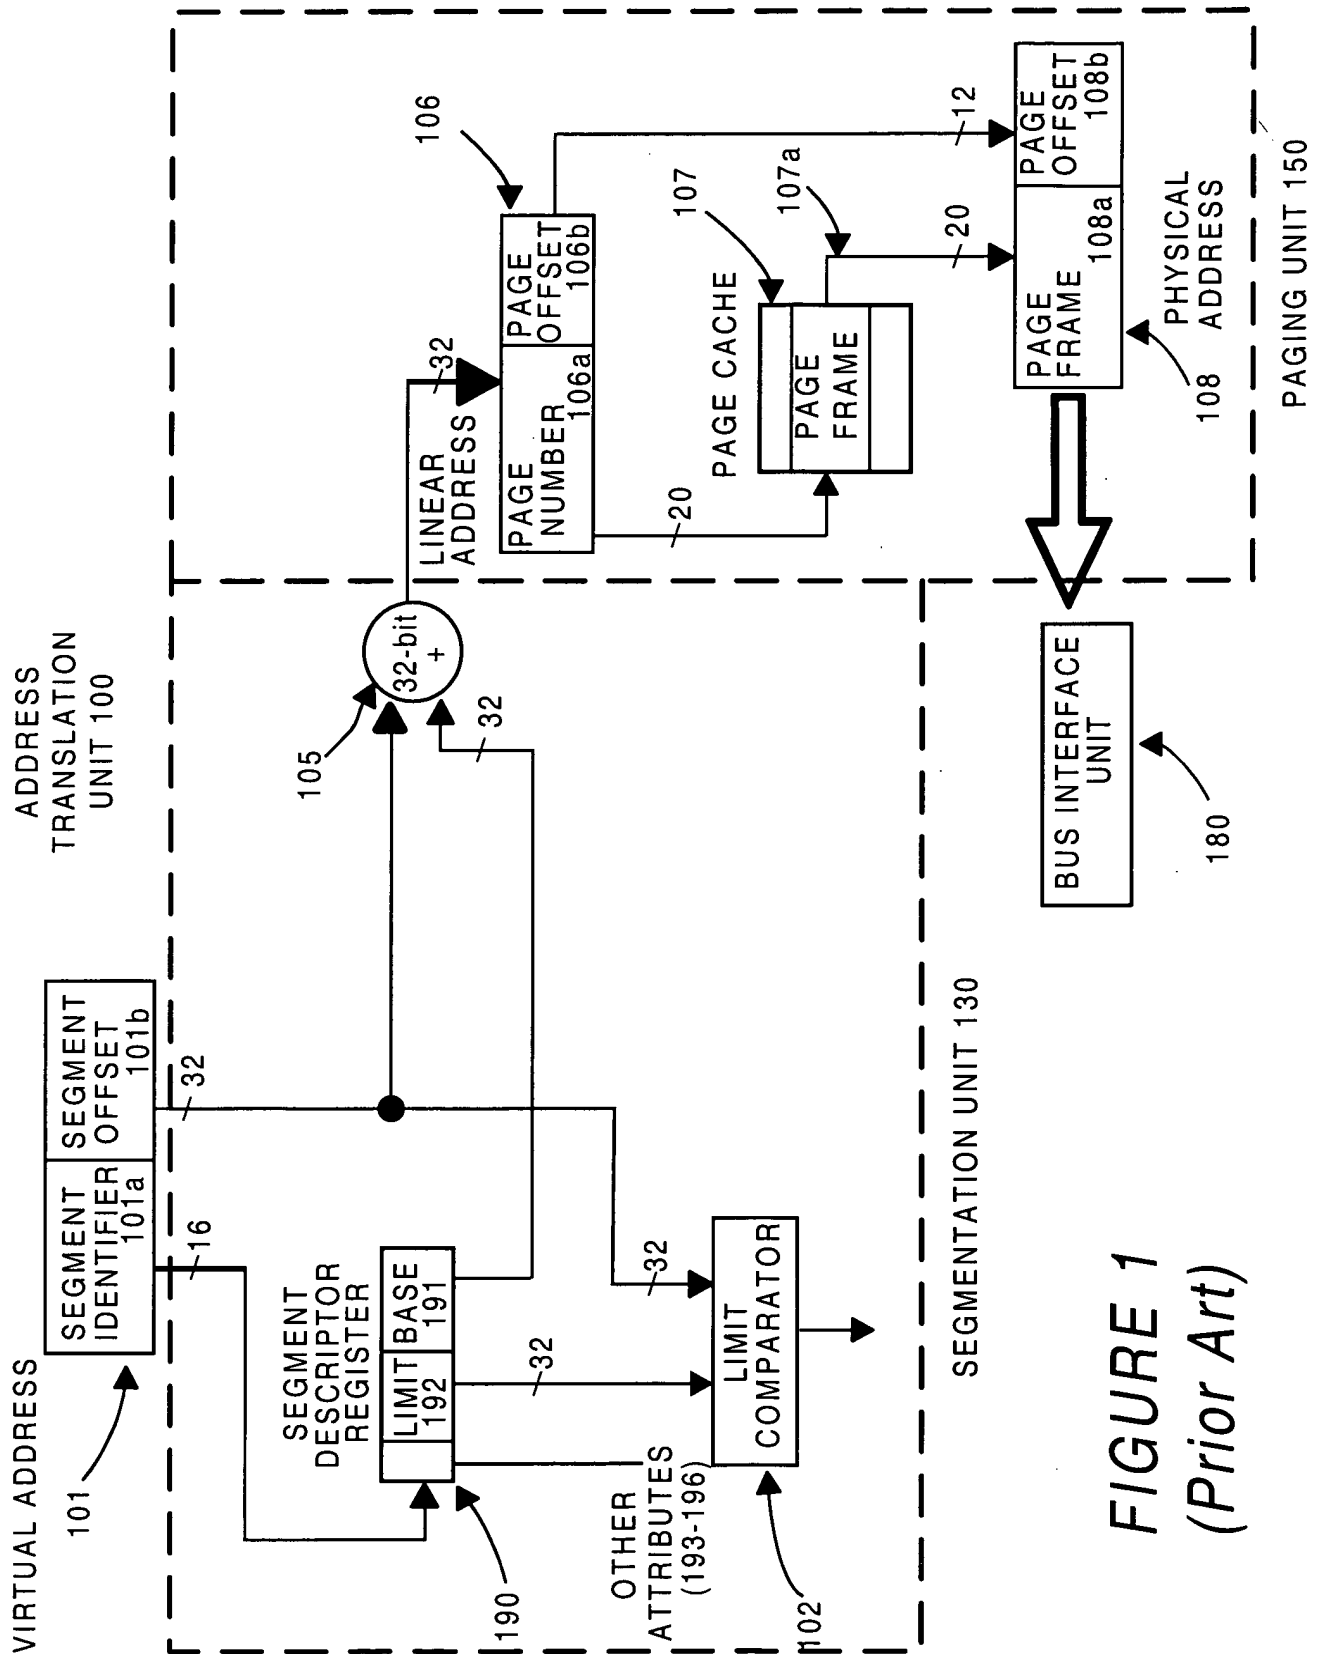 VIRTUAL ADDRESS
101
SEGMENT
IDENTIFIER
101a
SEGMENT
OFFSET
101b
ADDRESS
TRANSLATION
UNIT 100
16
32
SEGMENT
DESCRIPTOR
REGISTER
LIMIT
192
BASE
191
190
OTHER
ATTRIBUTES
(193-196)
32
32
LIMIT
COMPARATOR
102
105
32-bit
+
32
SEGMENTATION UNIT 130
LINEAR
ADDRESS
32
106
PAGE
NUMBER
106a
PAGE
OFFSET
106b
20
PAGE CACHE
107
PAGE
FRAME
107a
20
12
PAGE
FRAME
108a
PAGE
OFFSET
108b
108
PHYSICAL
ADDRESS
PAGING UNIT 150
BUS INTERFACE
UNIT
180
FIGURE 1
(Prior Art)